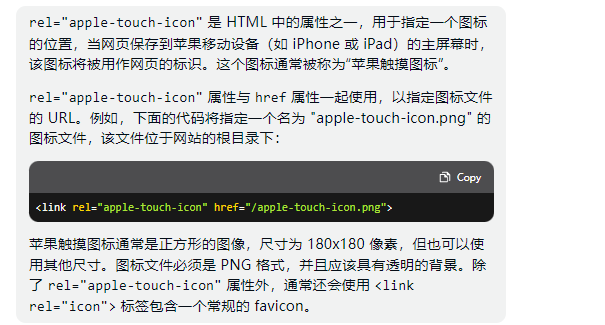 rel="apple-touch-icon" 是 HTML 中的属性之一，用于指定一个图标
的位置，当网页保存到苹果移动设备（如 iPhone 或 iPad）的主屏幕时，
该图标将被用作网页的标识。这个图标通常被称为“苹果触摸图标”。
rel="apple-touch-icon" 属性与 href 属性一起使用，以指定图标文件
的 URL。例如，下面的代码将指定一个名为 "apple-touch-icon.png" 的
图标文件，该文件位于网站的根目录下：
Copy
<link rel="apple-touch-icon" href="/apple-touch-icon.png">
苹果触摸图标通常是正方形的图像，尺寸为 180x180 像素，但也可以使
用其他尺寸。图标文件必须是 PNG 格式，并且应该具有透明的背景。除
了 rel="apple-touch-icon" 属性外，通常还会使用 <link
rel="icon"> 标签包含一个常规的 favicon。